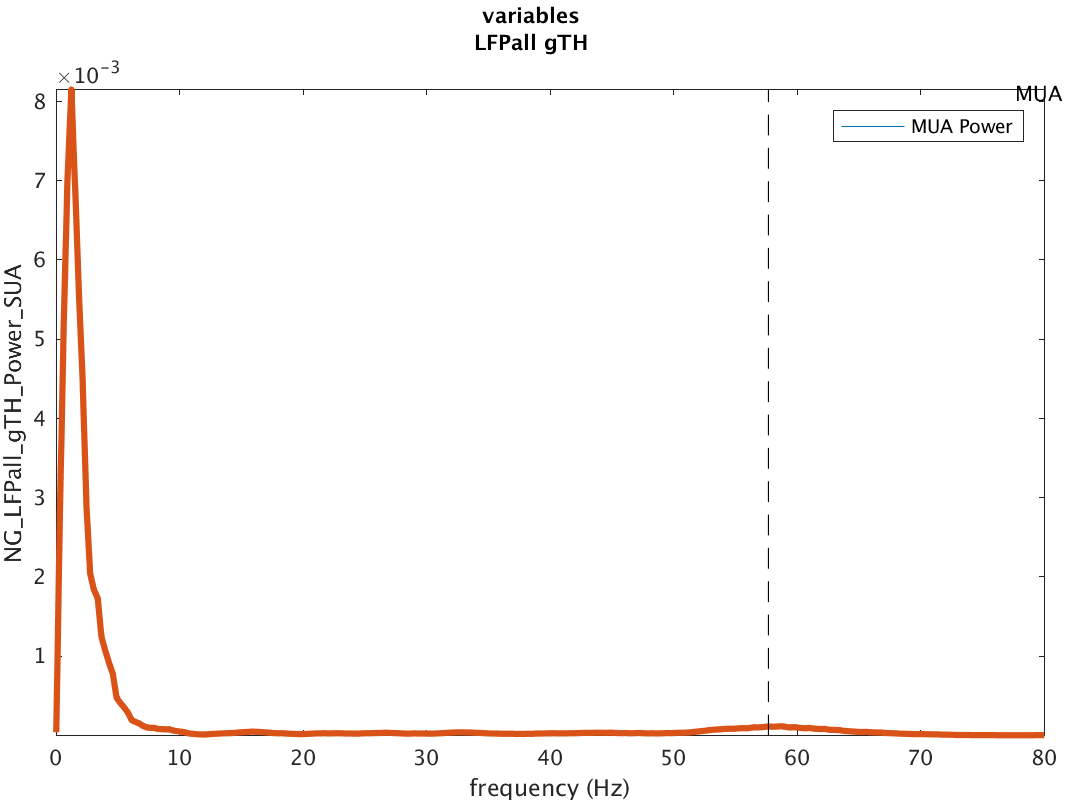 variables
LFPall gTH
×10⁻³
MUA
MUA Power
8
7
6
5
4
3
2
1
NG_LFPall_gTH_Power_SUA
0 10 20 30 40 50 60 70 80
frequency (Hz)